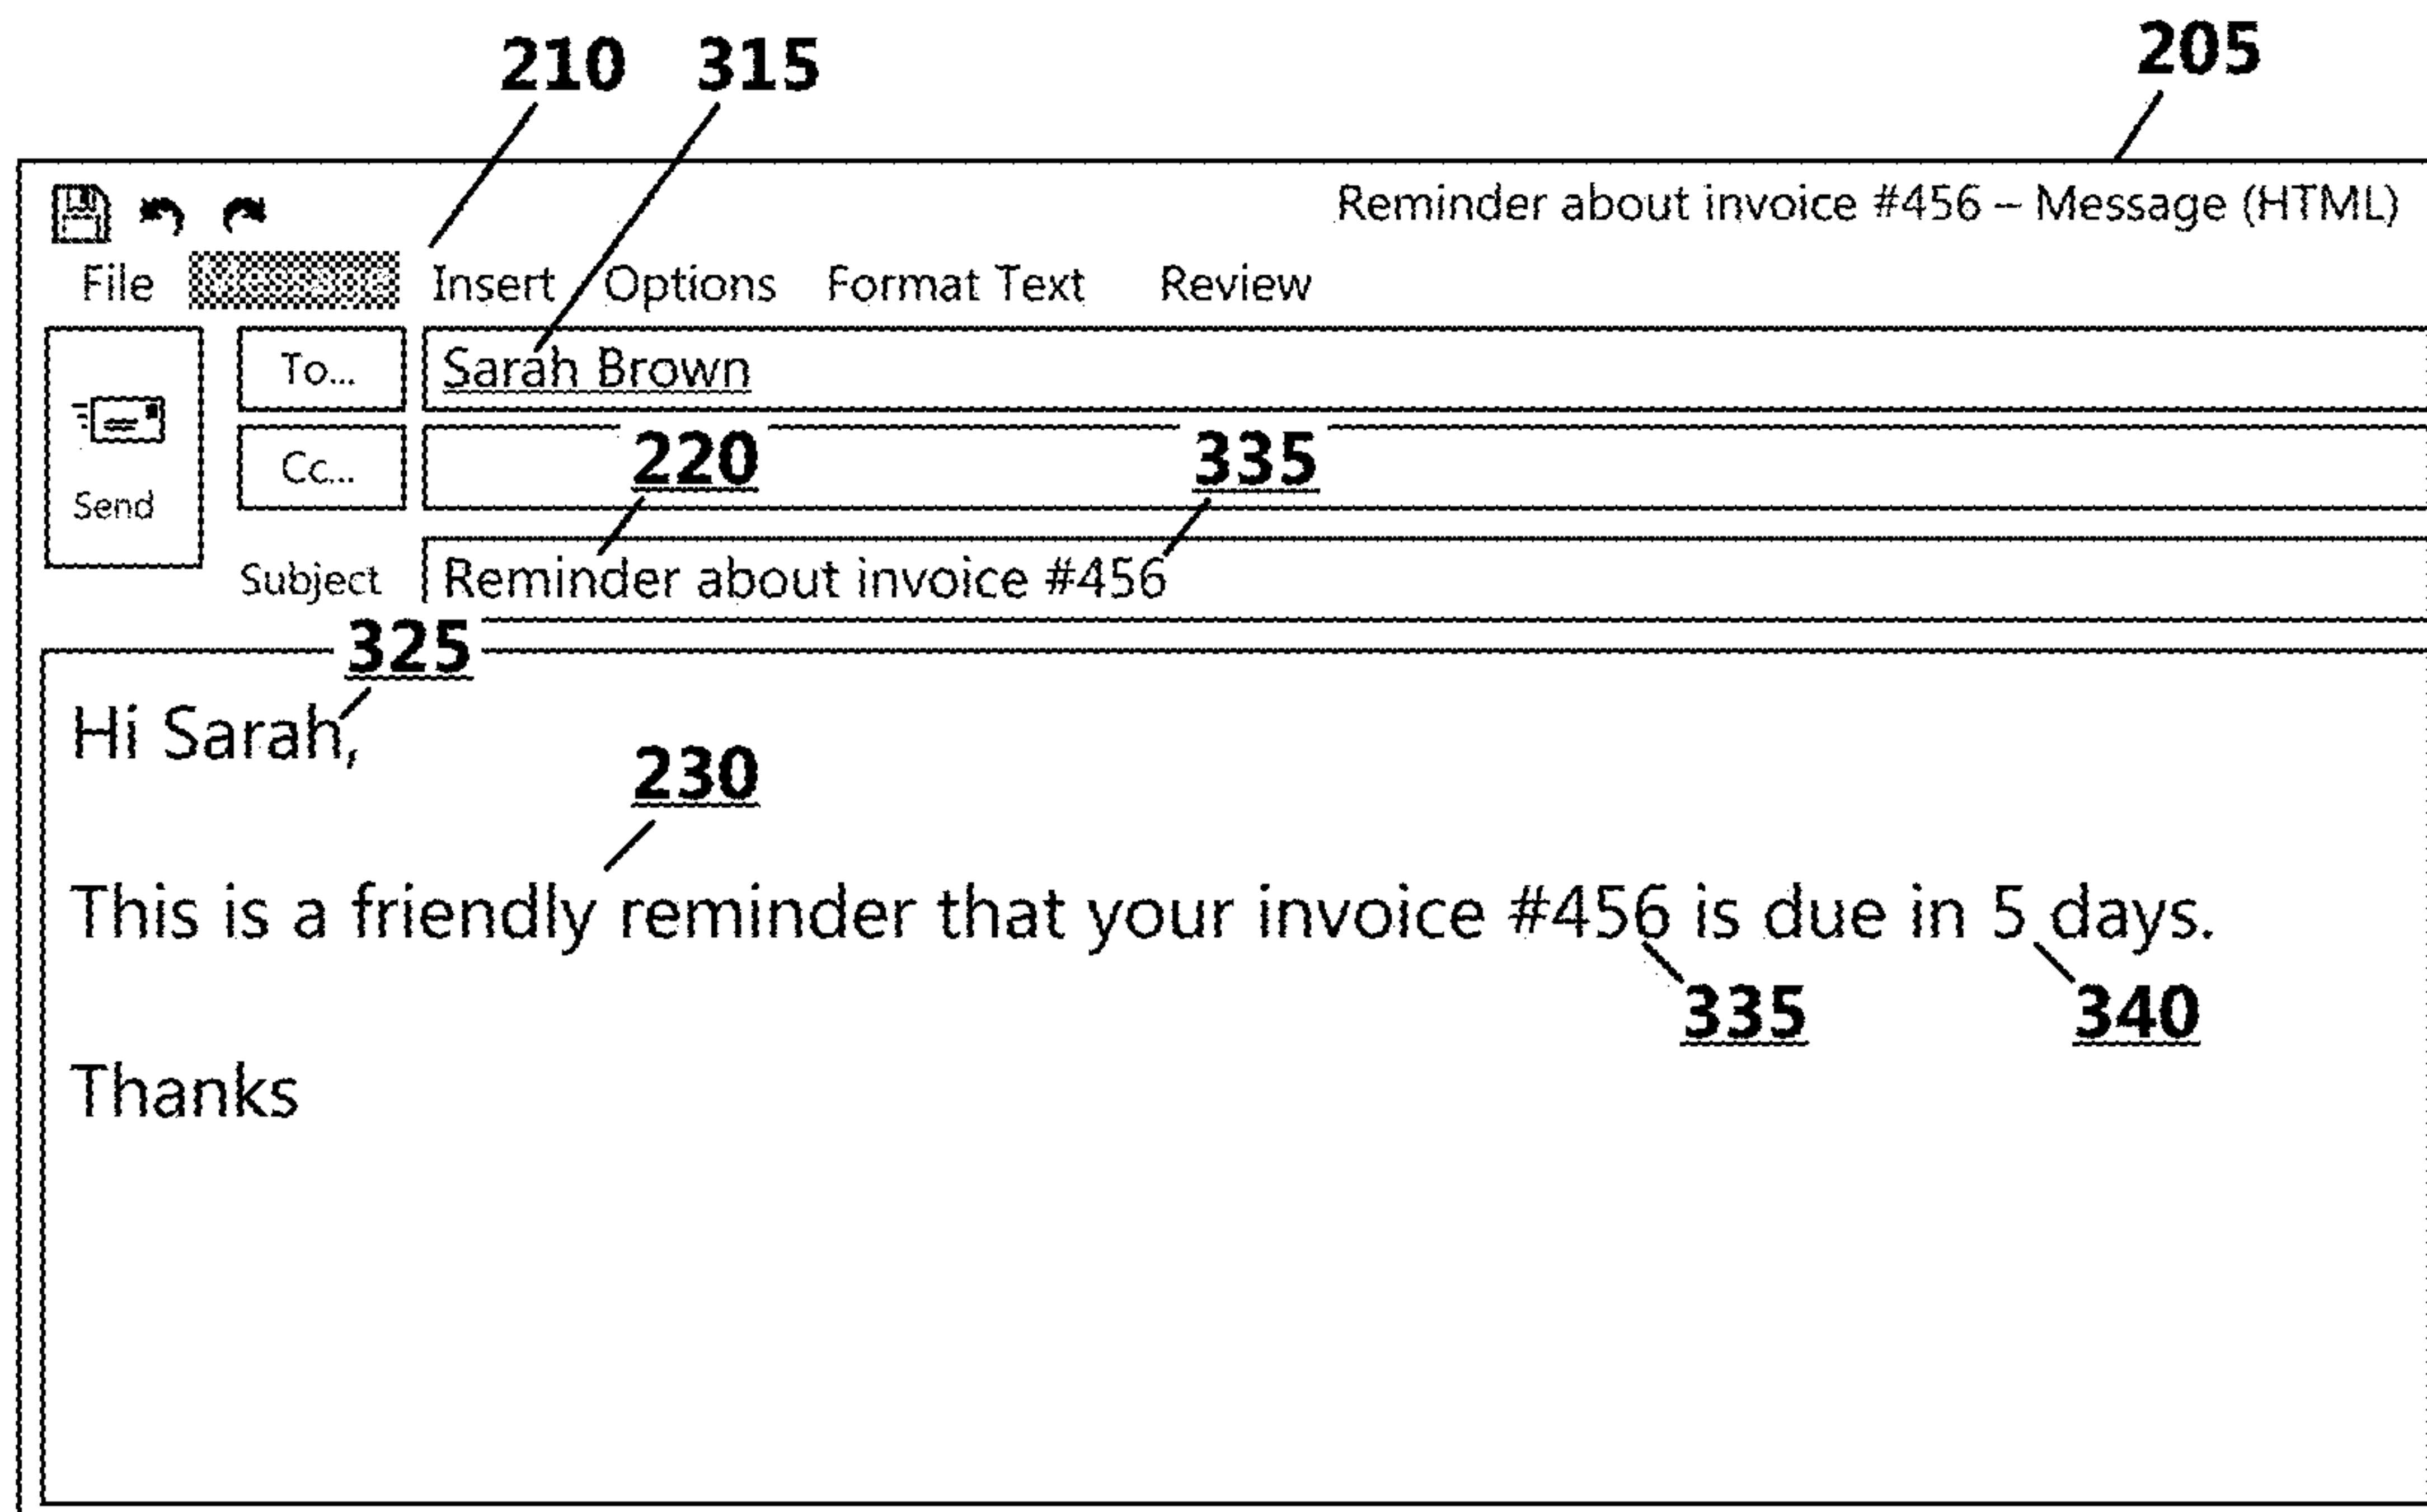 210 315 205
Reminder about invoice #456 – Message (HTML)
File Message Insert Options Format Text Review
To... Sarah Brown
Cc... 220 335
Send
Subject Reminder about invoice #456
325
Hi Sarah,
230
This is a friendly reminder that your invoice #456 is due in 5 days.
335 340
Thanks